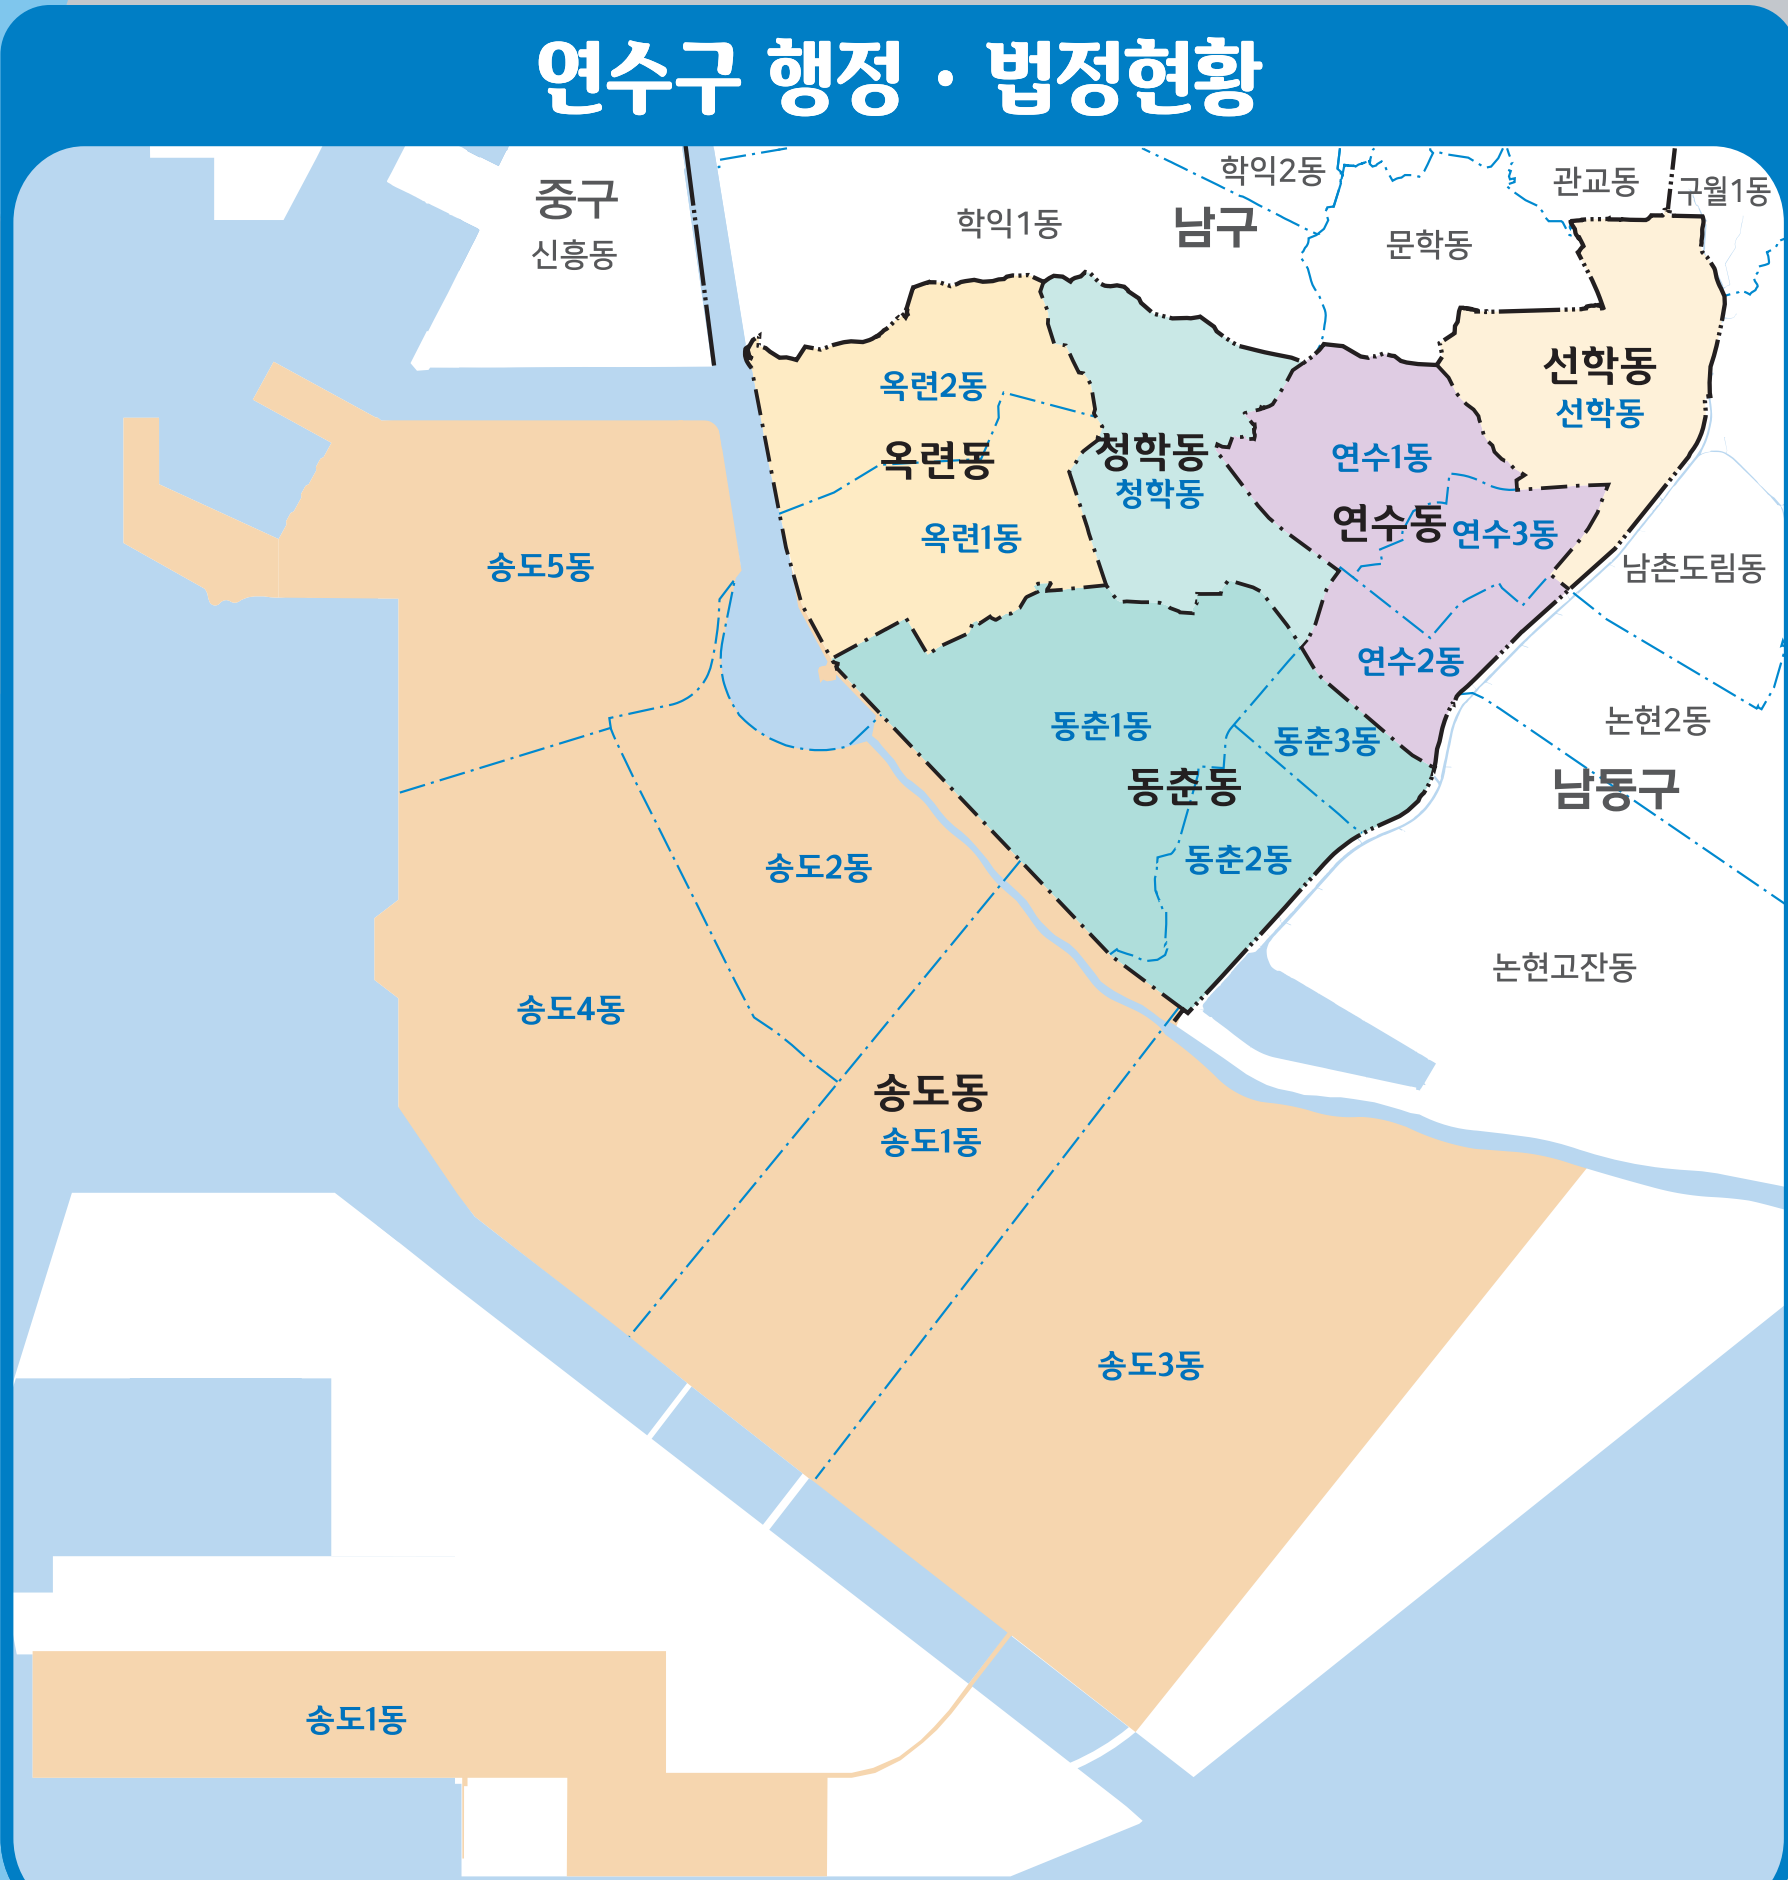 연수구 행정 · 법정현황
학익2동
관교동
구월1동
중구
학익1동
남구
문학동
신흥동
선학동
선학동
옥련2동
옥련동
청학동
청학동
연수1동
연수동
연수3동
옥련1동
송도5동
남촌도림동
연수2동
동춘1동
동춘3동
논현2동
동춘동
남동구
송도2동
동춘2동
논현고잔동
송도4동
송도동
송도1동
송도3동
송도1동